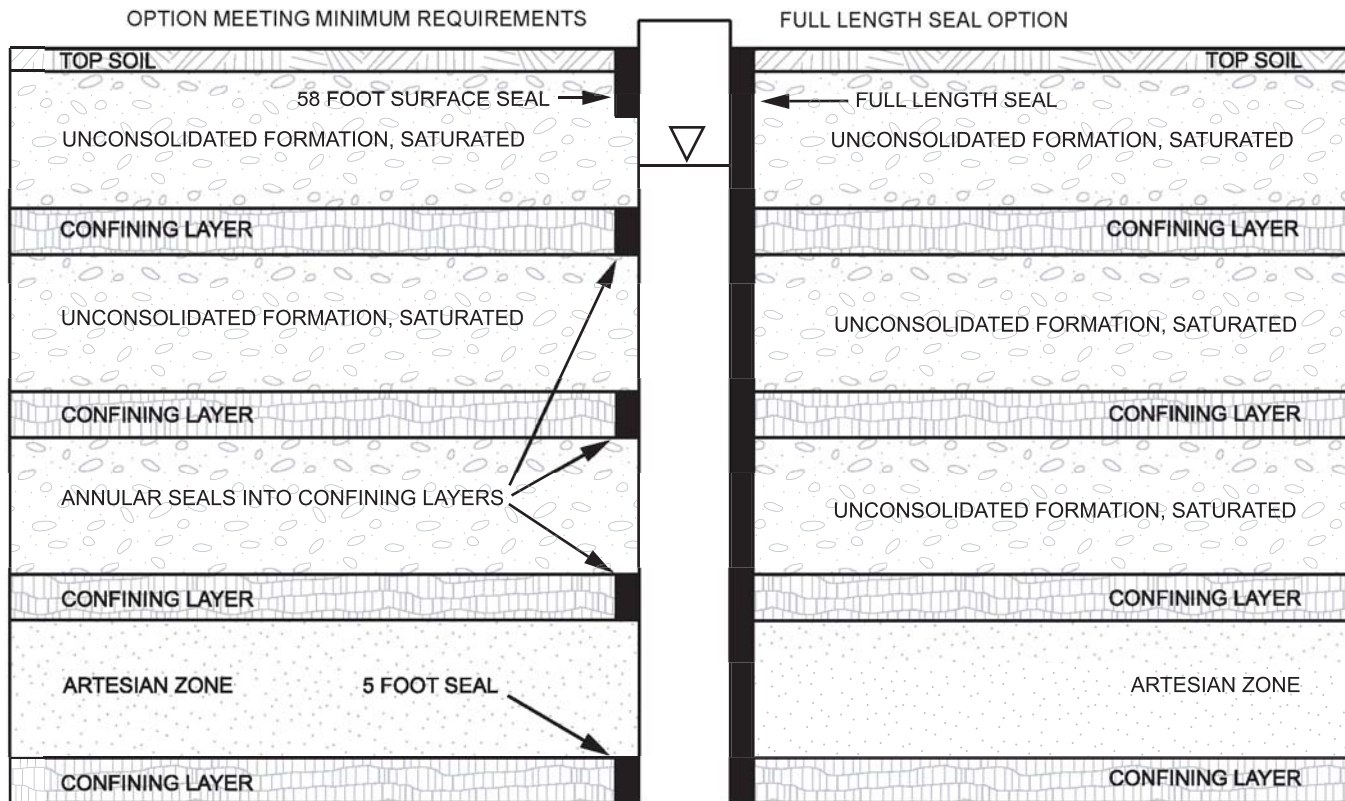 OPTION MEETING MINIMUM REQUIREMENTS
FULL LENGTH SEAL OPTION
TOP SOIL
TOP SOIL
58 FOOT SURFACE SEAL
FULL LENGTH SEAL
UNCONSOLIDATED FORMATION, SATURATED
UNCONSOLIDATED FORMATION, SATURATED
CONFINING LAYER
CONFINING LAYER
UNCONSOLIDATED FORMATION, SATURATED
UNCONSOLIDATED FORMATION, SATURATED
CONFINING LAYER
CONFINING LAYER
ANNULAR SEALS INTO CONFINING LAYERS
UNCONSOLIDATED FORMATION, SATURATED
CONFINING LAYER
CONFINING LAYER
ARTESIAN ZONE
5 FOOT SEAL
ARTESIAN ZONE
CONFINING LAYER
CONFINING LAYER